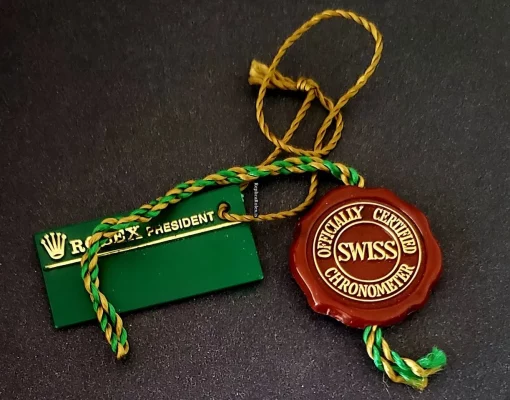 ROLEX PRESIDENT
OFFICIALLY CERTIFIED
SWISS
CHRONOMETER